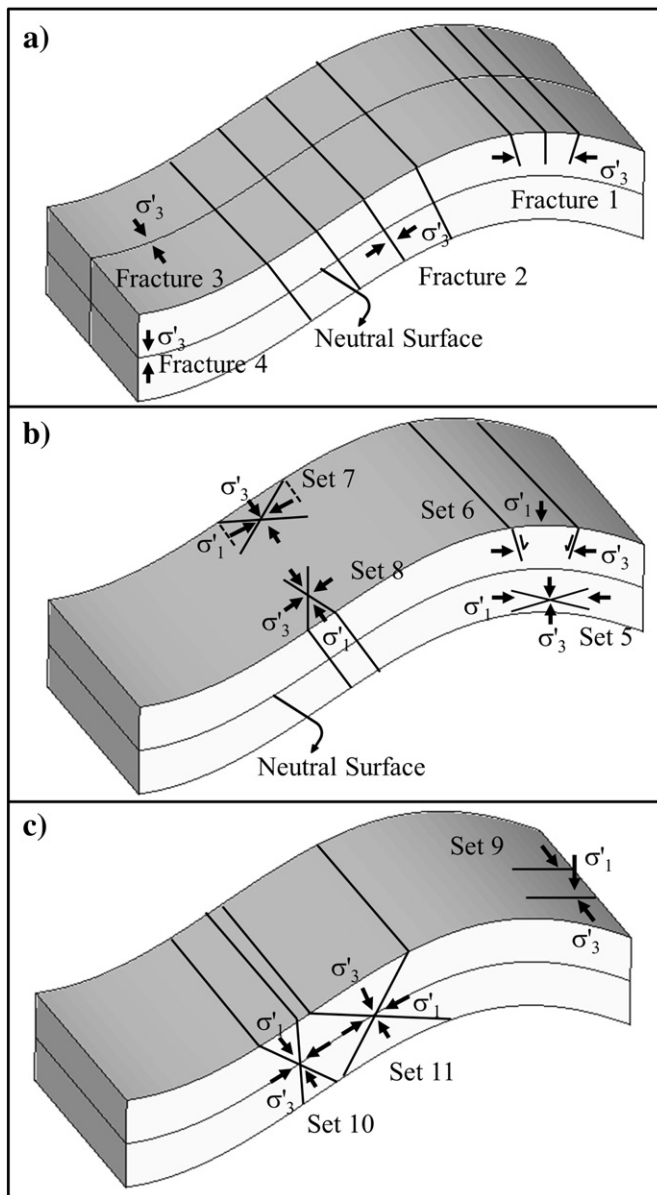 a)
σ'3
Fracture 1
σ'3
Fracture 3
σ'3
Fracture 2
Neutral Surface
σ'3
Fracture 4
b)
Set 7
σ'3
σ'1
Set 6
σ'1
σ'3
Set 8
σ'3
σ'1
σ'1
σ'3
Set 5
Neutral Surface
c)
Set 9
σ'1
σ'3
σ'3
σ'1
σ'1
Set 11
σ'3
Set 10